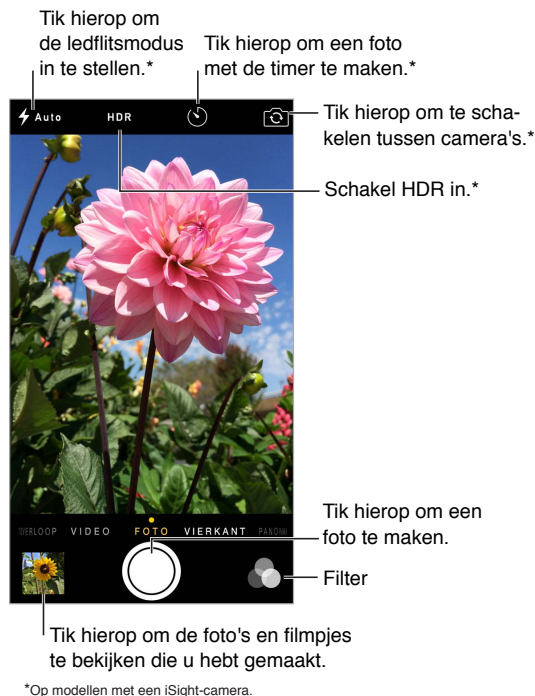 Tik hierop om
de ledflitsmodus
in te stellen.*
Tik hierop om een foto
met de timer te maken.*
Auto
HDR
Tik hierop om te scha-
kelen tussen camera's.*
Schakel HDR in.*
VIDEO FOTO VIERKANT
Tik hierop om een
foto te maken.
Filter
Tik hierop om de foto's en filmpjes
te bekijken die u hebt gemaakt.
*Op modellen met een iSight-camera.